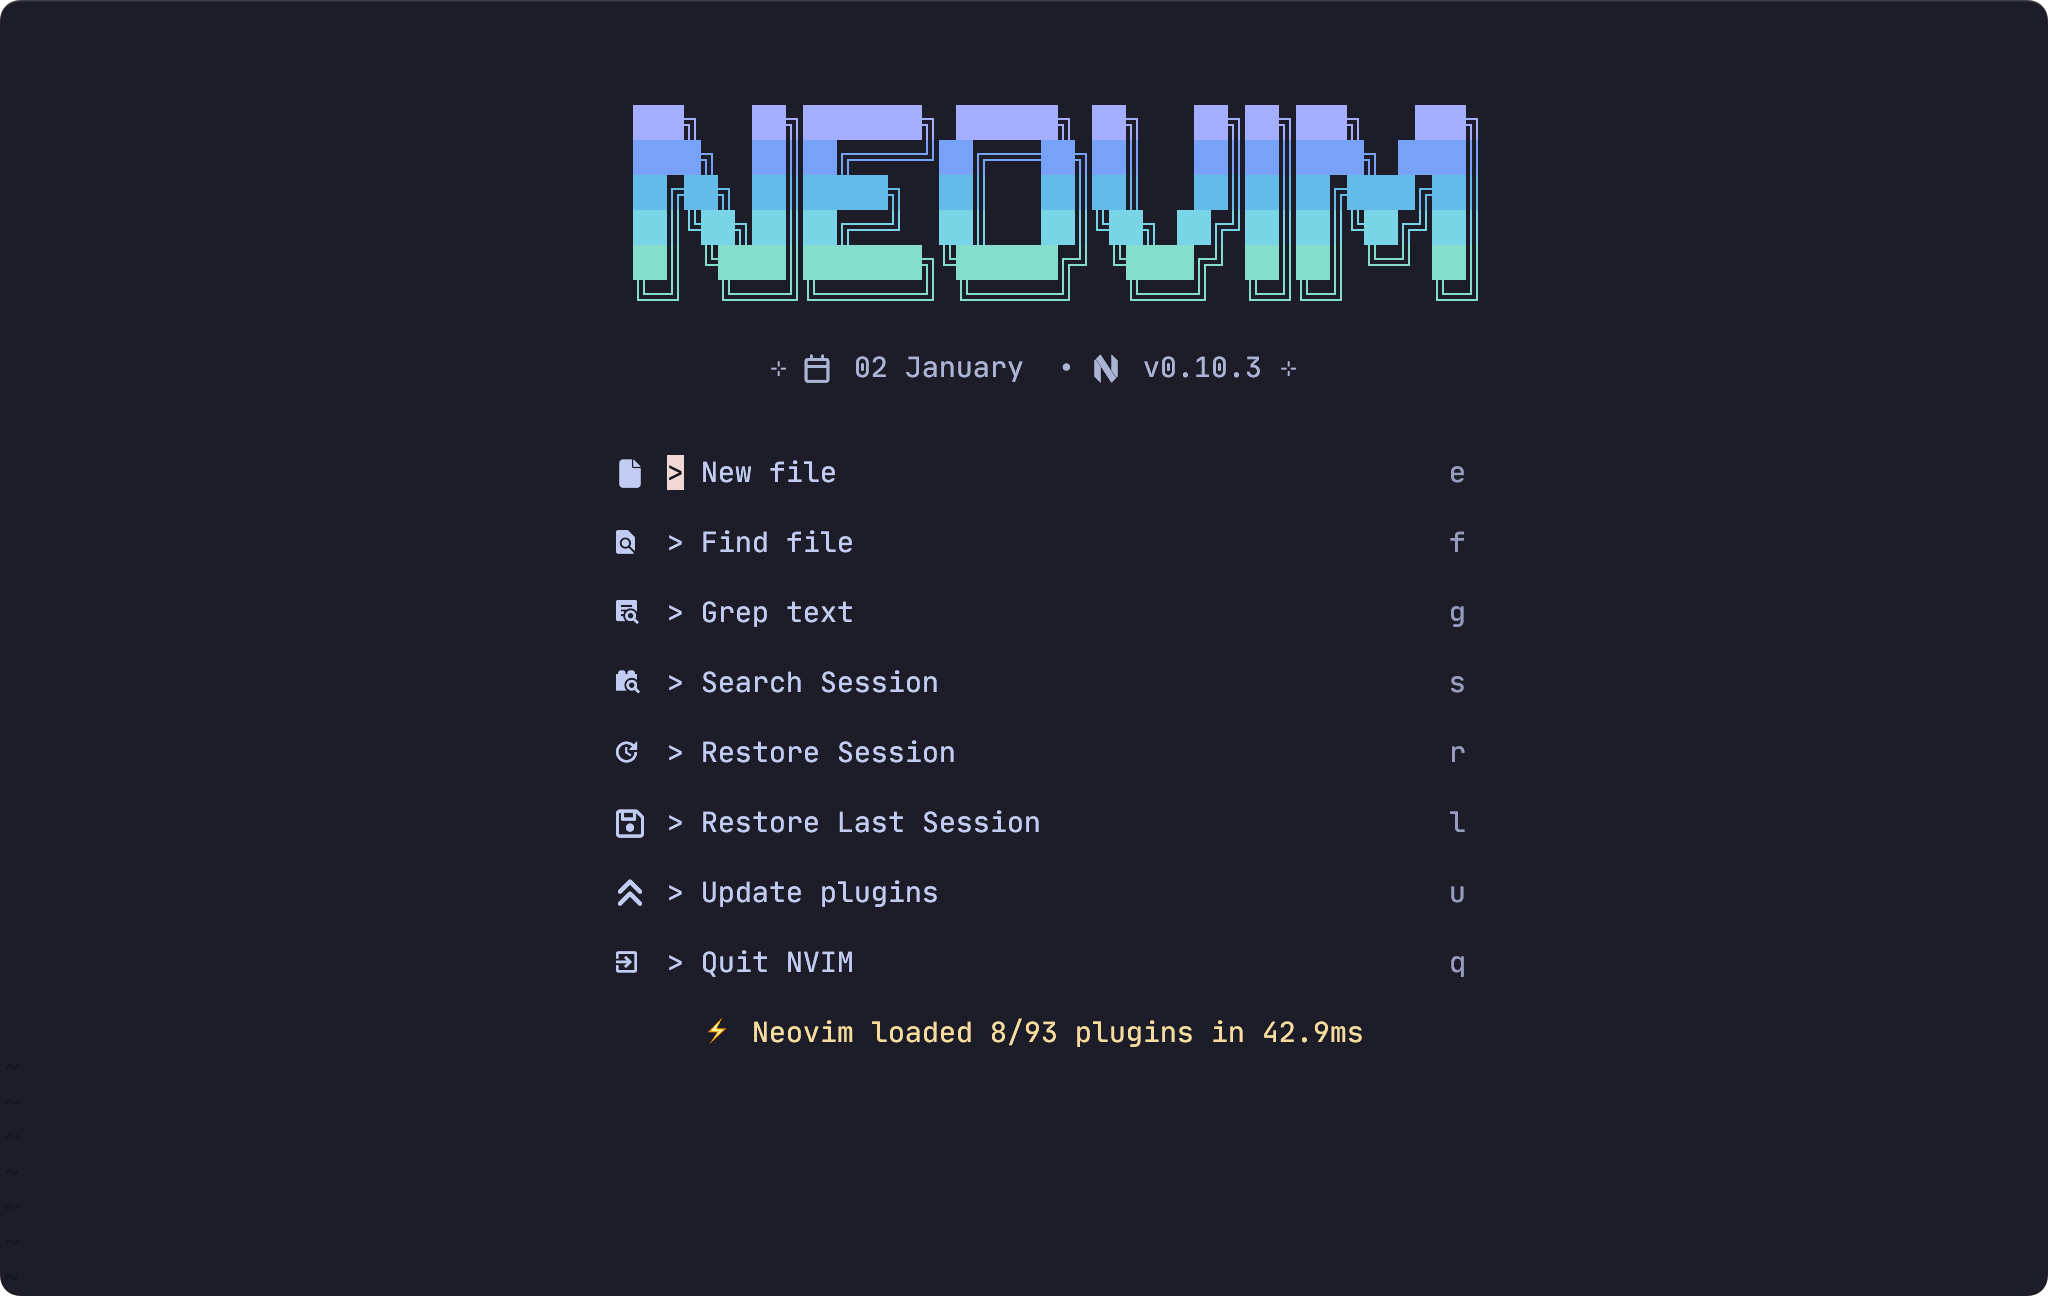 NEOVIM
02 January • v0.10.3
> New file e
> Find file f
> Grep text g
> Search Session s
> Restore Session r
> Restore Last Session l
> Update plugins u
> Quit NVIM q
⚡ Neovim loaded 8/93 plugins in 42.9ms
~
~
~
~
~
~
~